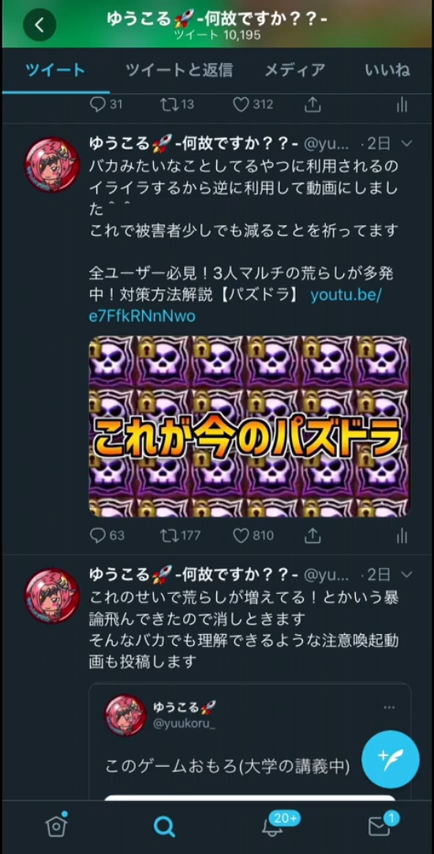 ゆうこる🚀-何故ですか？？-
ツイート 10,195
ツイート ツイートと返信 メディア いいね
31 13 312
ゆうこる🚀-何故ですか？？- @yu... ·2日
バカみたいなことしてるやつに利用されるの
イライラするから逆に利用して動画にしまし
た＾＾
これで被害者少しでも減ることを祈ってます
全ユーザー必見！3人マルチの荒らしが多発
中！対策方法解説【パズドラ】 youtu.be/
e7FfkRNnNwo
これが今のパズドラ
63 177 810
ゆうこる🚀-何故ですか？？- @yu... ·2日
これのせいで荒らしが増えてる！とかいう暴
論飛んできたので消しときます
そんなバカでも理解できるような注意喚起動
画も投稿します
ゆうこる🚀 ...
@yuukoru_
このゲームおもろ(大学の講義中)
20+ 1